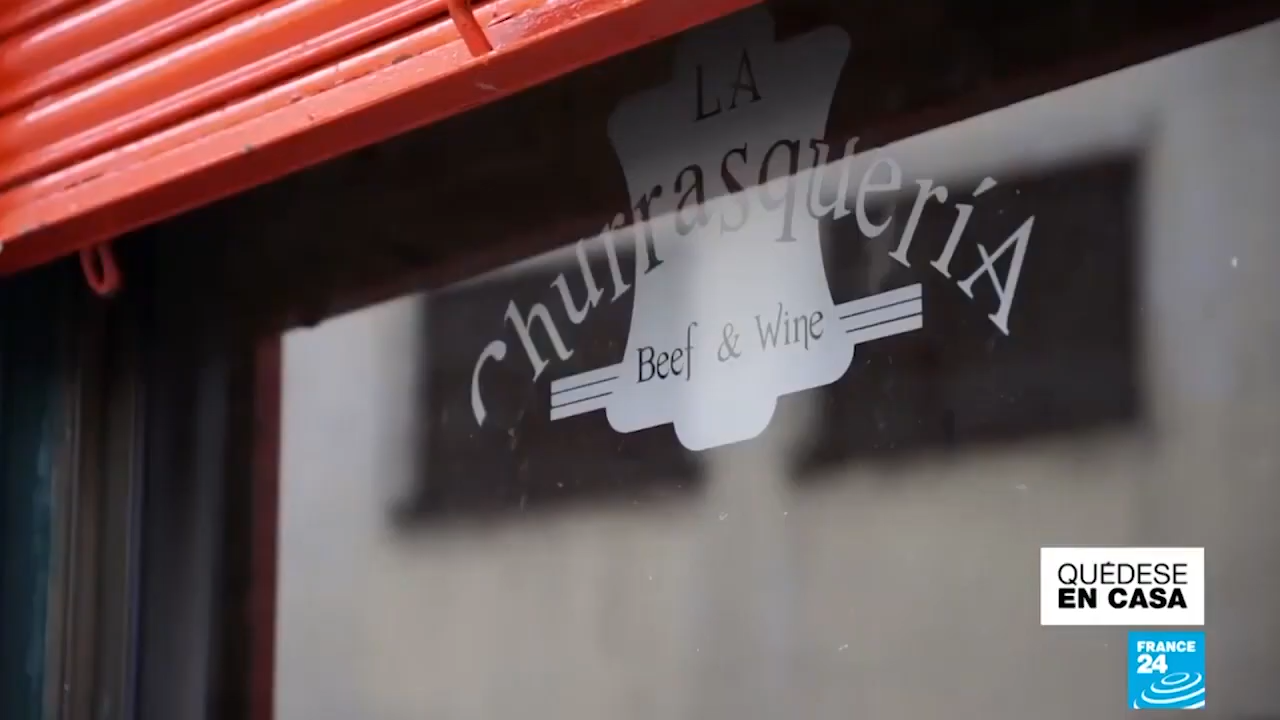 LA
churrasqueríA
Beef & Wine
QUÉDESE
EN CASA
FRANCE
24